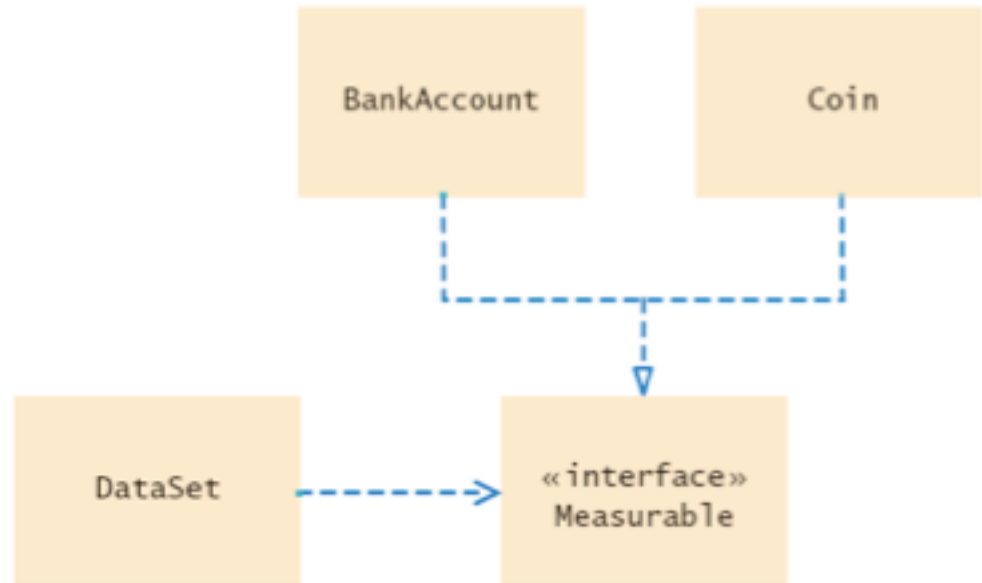 BankAccount
Coin
DataSet
«interface»
Measurable